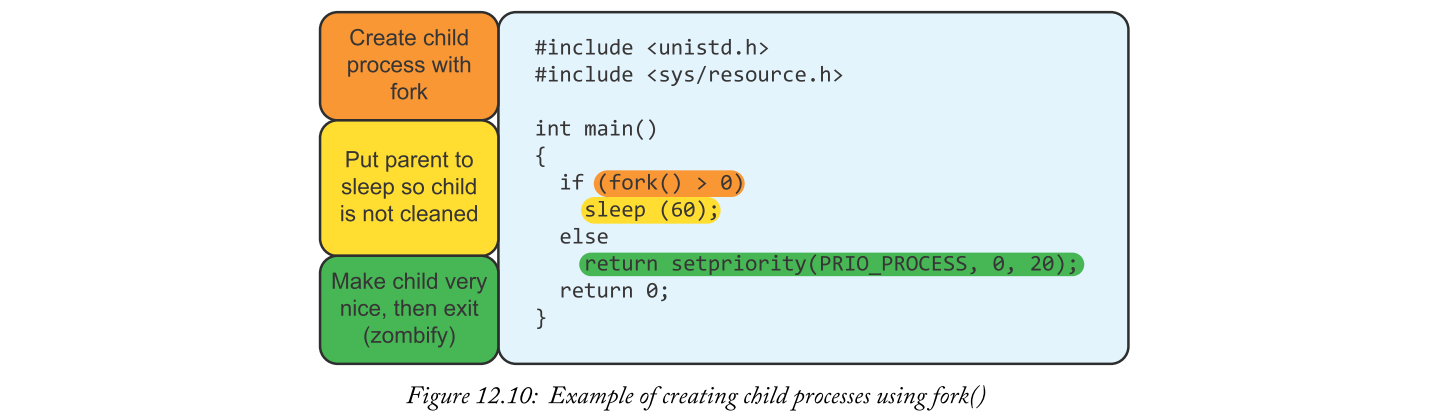 Create child
process with
fork
Put parent to
sleep so child
is not cleaned
Make child very
nice, then exit
(zombify)
#include <unistd.h>
#include <sys/resource.h>
int main()
{
if (fork() > 0)
sleep (60);
else
return setpriority(PRIO_PROCESS, 0, 20);
return 0;
}
Figure 12.10: Example of creating child processes using fork()